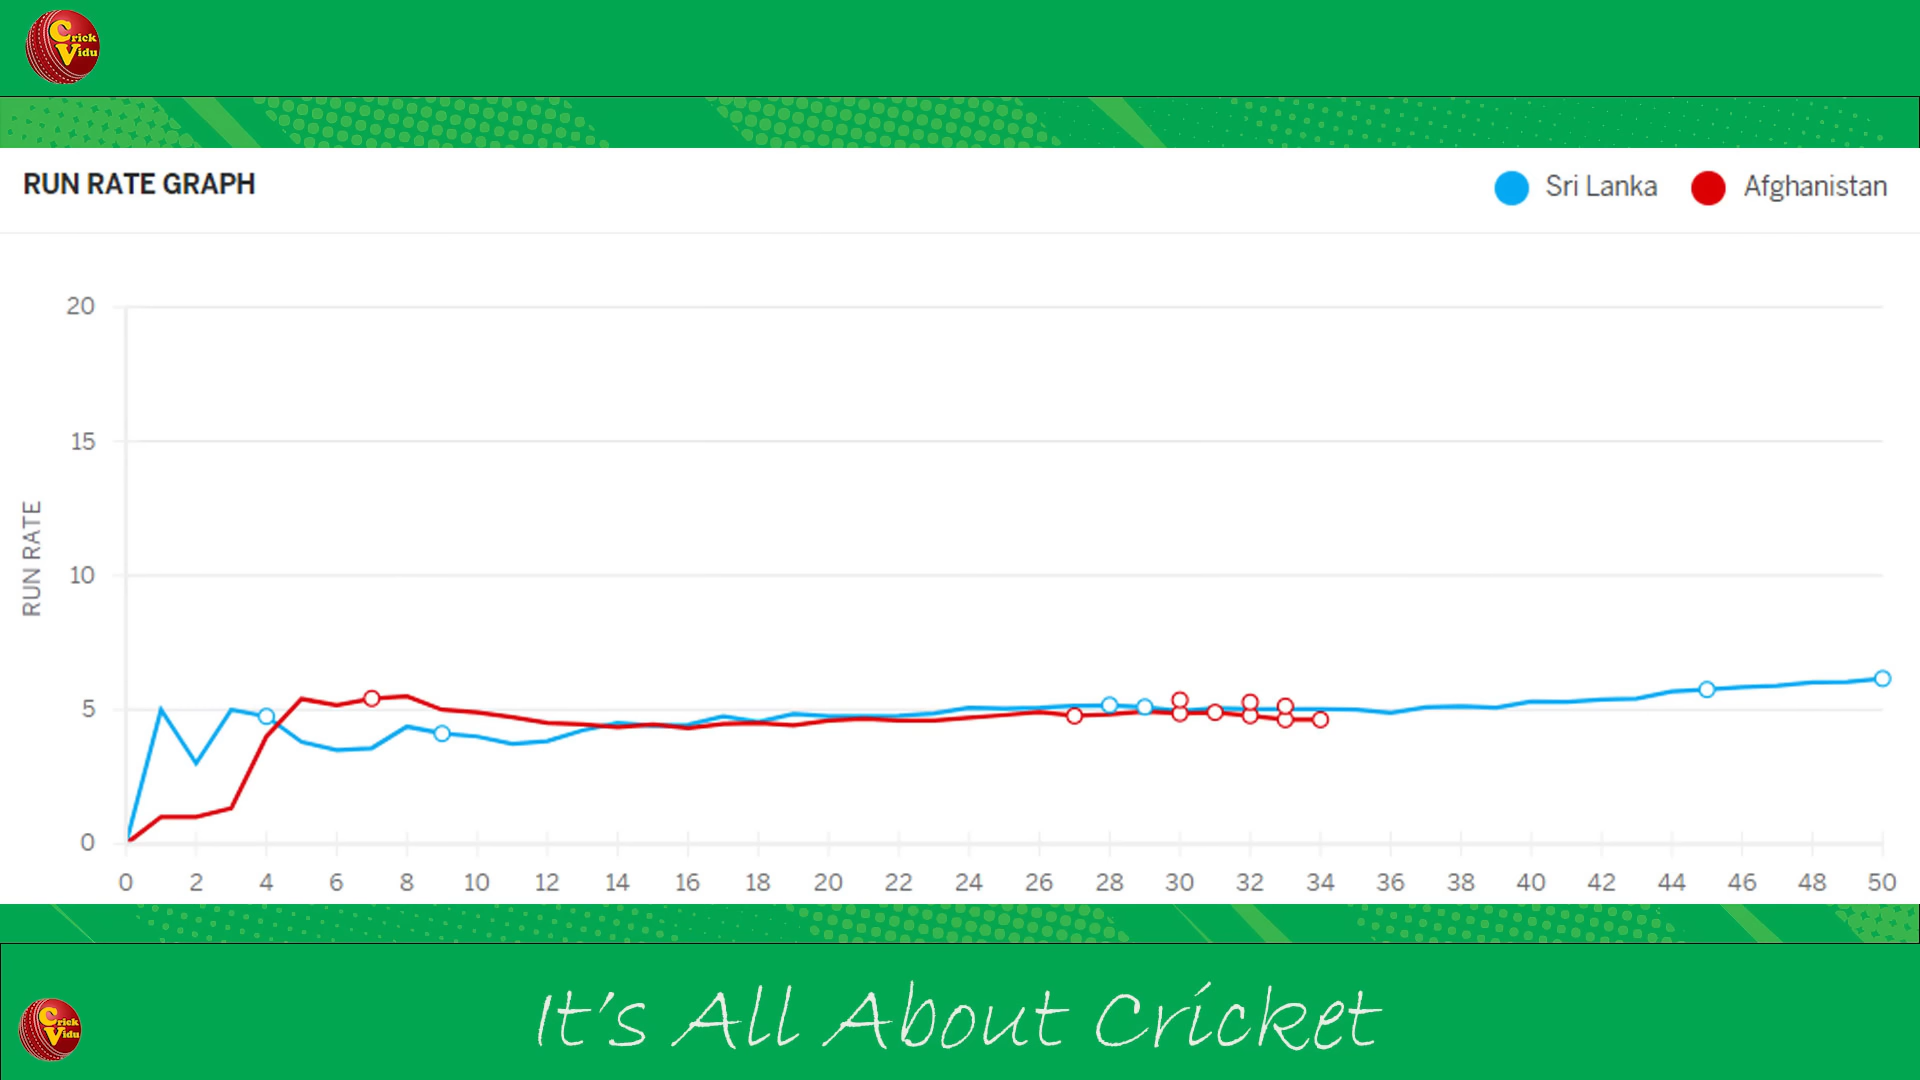 Crick
Vidu
RUN RATE GRAPH
Sri Lanka
Afghanistan
20
15
10
5
0
RUN RATE
0 2 4 6 8 10 12 14 16 18 20 22 24 26 28 30 32 34 36 38 40 42 44 46 48 50
It's All About Cricket
Crick
Vidu